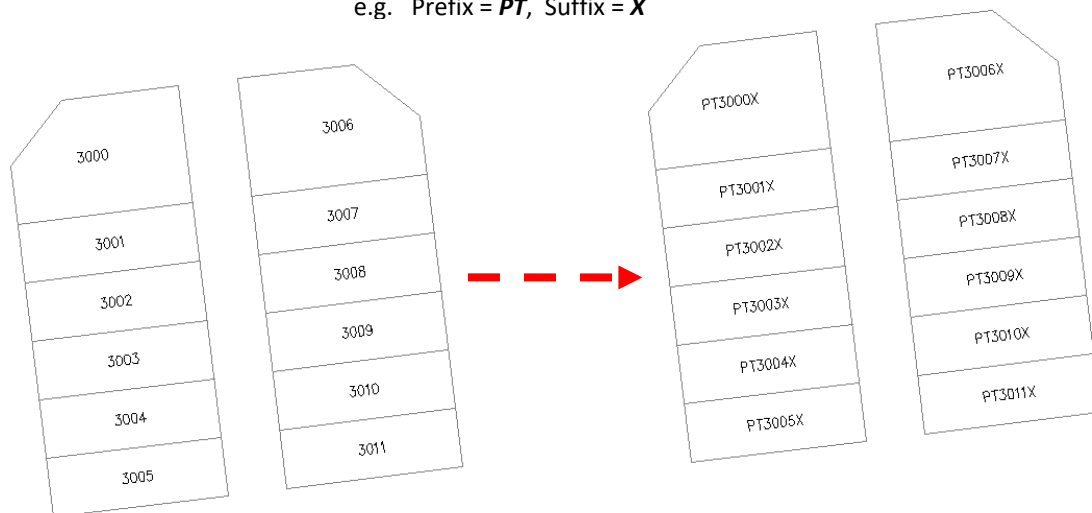 e.g. Prefix = PT, Suffix = X
3000
3001
3002
3003
3004
3005
3006
3007
3008
3009
3010
3011
PT3000X
PT3001X
PT3002X
PT3003X
PT3004X
PT3005X
PT3006X
PT3007X
PT3008X
PT3009X
PT3010X
PT3011X